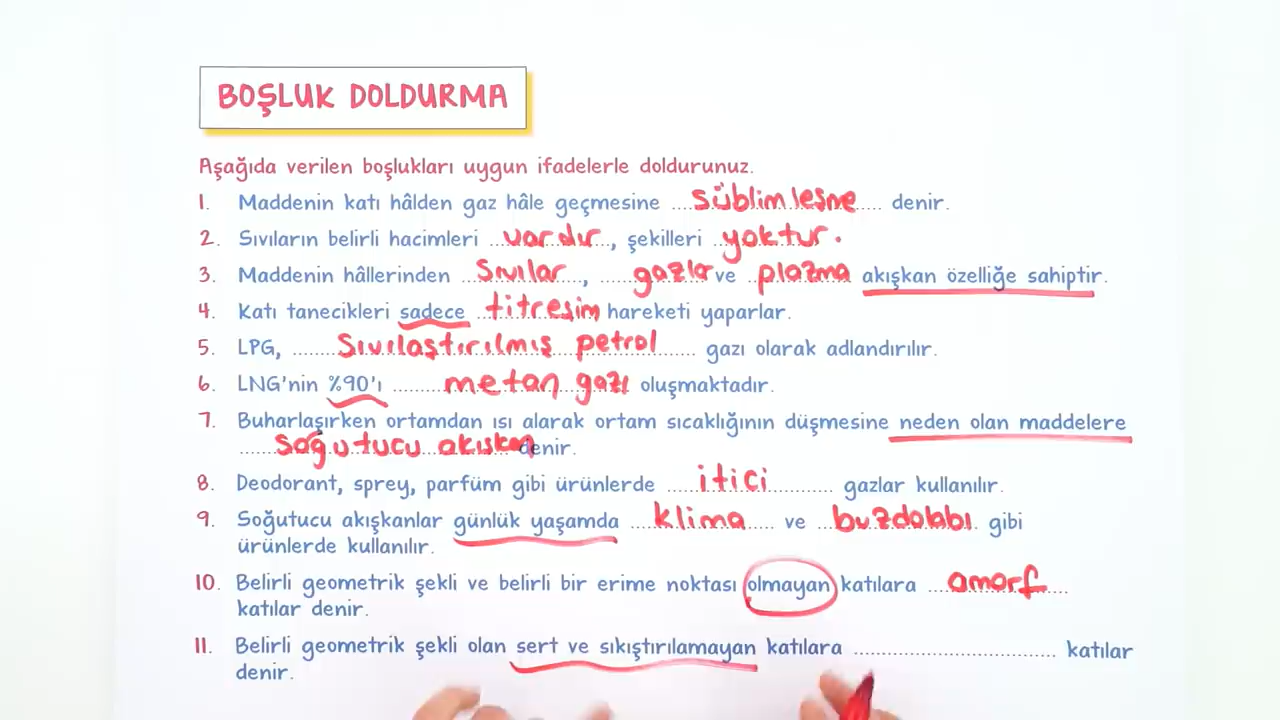 BOŞLUK DOLDURMA
Aşağıda verilen boşlukları uygun ifadelerle doldurunuz.
1. Maddenin katı hâlden gaz hâle geçmesine süblimleşme denir.
2. Sıvıların belirli hacimleri vardır, şekilleri yoktur.
3. Maddenin hâllerinden sıvılar, gazla ve plazma akışkan özelliğe sahiptir.
4. Katı tanecikleri sadece titreşim hareketi yaparlar.
5. LPG, Sıvılaştırılmış petrol gazı olarak adlandırılır.
6. LNG'nin %90'ı metan gazı oluşmaktadır.
7. Buharlaşırken ortamdan ısı alarak ortam sıcaklığının düşmesine neden olan maddelere
soğutucu akışkan denir.
8. Deodorant, sprey, parfüm gibi ürünlerde itici gazlar kullanılır.
9. Soğutucu akışkanlar günlük yaşamda klima ve buzdolabı gibi
ürünlerde kullanılır.
10. Belirli geometrik şekli ve belirli bir erime noktası olmayan katılara amorf
katılar denir.
11. Belirli geometrik şekli olan sert ve sıkıştırılamayan katılara .................................... katılar
denir.